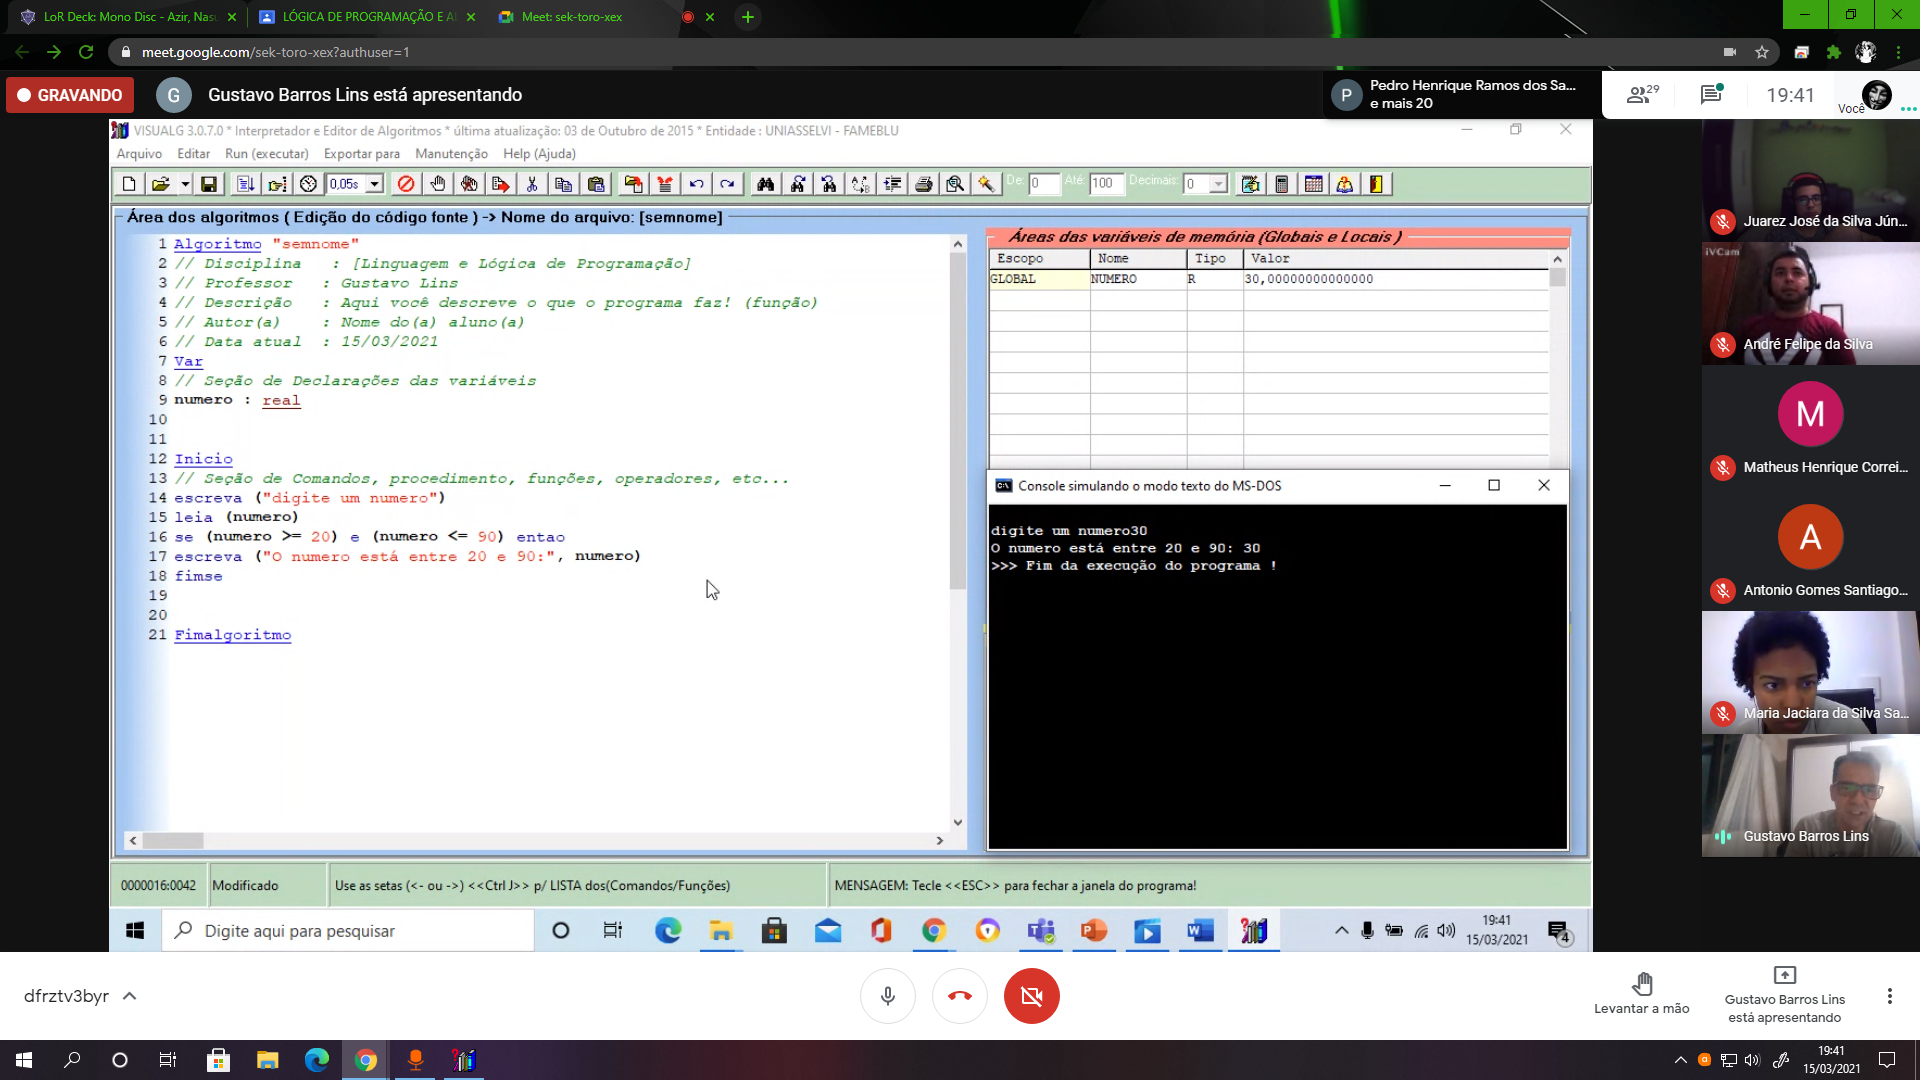 LoR Deck: Mono Disc - Azir, Nasu
LÓGICA DE PROGRAMAÇÃO E AL
Meet: sek-toro-xex
meet.google.com/sek-toro-xex?authuser=1
GRAVANDO
G
Gustavo Barros Lins está apresentando
P
Pedro Henrique Ramos dos Sa...
e mais 20
29
19:41
Você
VISUALG 3.0.7.0 * Interpretador e Editor de Algoritmos * última atualização: 03 de Outubro de 2015 * Entidade : UNIASSELVI - FAMEBLU
Arquivo Editar Run (executar) Exportar para Manutenção Help (Ajuda)
0,05s De: 0 Até: 100 Decimais: 0
Área dos algoritmos ( Edição do código fonte ) -> Nome do arquivo: [semnome]
1 Algoritmo "semnome"
2 // Disciplina : [Linguagem e Lógica de Programação]
3 // Professor : Gustavo Lins
4 // Descrição : Aqui você descreve o que o programa faz! (função)
5 // Autor(a) : Nome do(a) aluno(a)
6 // Data atual : 15/03/2021
7 Var
8 // Seção de Declarações das variáveis
9 numero : real
10
11
12 Inicio
13 // Seção de Comandos, procedimento, funções, operadores, etc...
14 escreva ("digite um numero")
15 leia (numero)
16 se (numero >= 20) e (numero <= 90) entao
17 escreva ("O numero está entre 20 e 90:", numero)
18 fimse
19
20
21 Fimalgoritmo
Áreas das variáveis de memória (Globais e Locais )
Escopo Nome Tipo Valor
GLOBAL NUMERO R 30,00000000000000
Console simulando o modo texto do MS-DOS
digite um numero30
O numero está entre 20 e 90: 30
>>> Fim da execução do programa !
0000016:0042 Modificado Use as setas (<- ou ->) <<Ctrl J>> p/ LISTA dos(Comandos/Funções) MENSAGEM: Tecle <<ESC>> para fechar a janela do programa!
Digite aqui para pesquisar
19:41
15/03/2021
4
Juarez José da Silva Jún...
iVCam
André Felipe da Silva
M
Matheus Henrique Correi...
A
Antonio Gomes Santiago...
Maria Jaciara da Silva Sa...
Gustavo Barros Lins
dfrztv3byr
Levantar a mão
Gustavo Barros Lins
está apresentando
19:41
15/03/2021